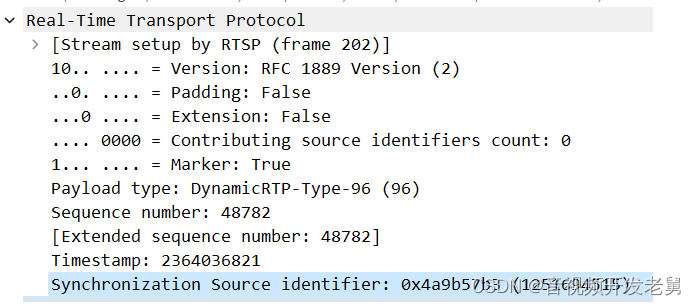 Real-Time Transport Protocol
[Stream setup by RTSP (frame 202)]
10.. .... = Version: RFC 1889 Version (2)
..0. .... = Padding: False
...0 .... = Extension: False
.... 0000 = Contributing source identifiers count: 0
1... .... = Marker: True
Payload type: DynamicRTP-Type-96 (96)
Sequence number: 48782
[Extended sequence number: 48782]
Timestamp: 2364036821
Synchronization Source identifier: 0x4a9b57b3 (1251694515)
CSDN @音视频开发老舅